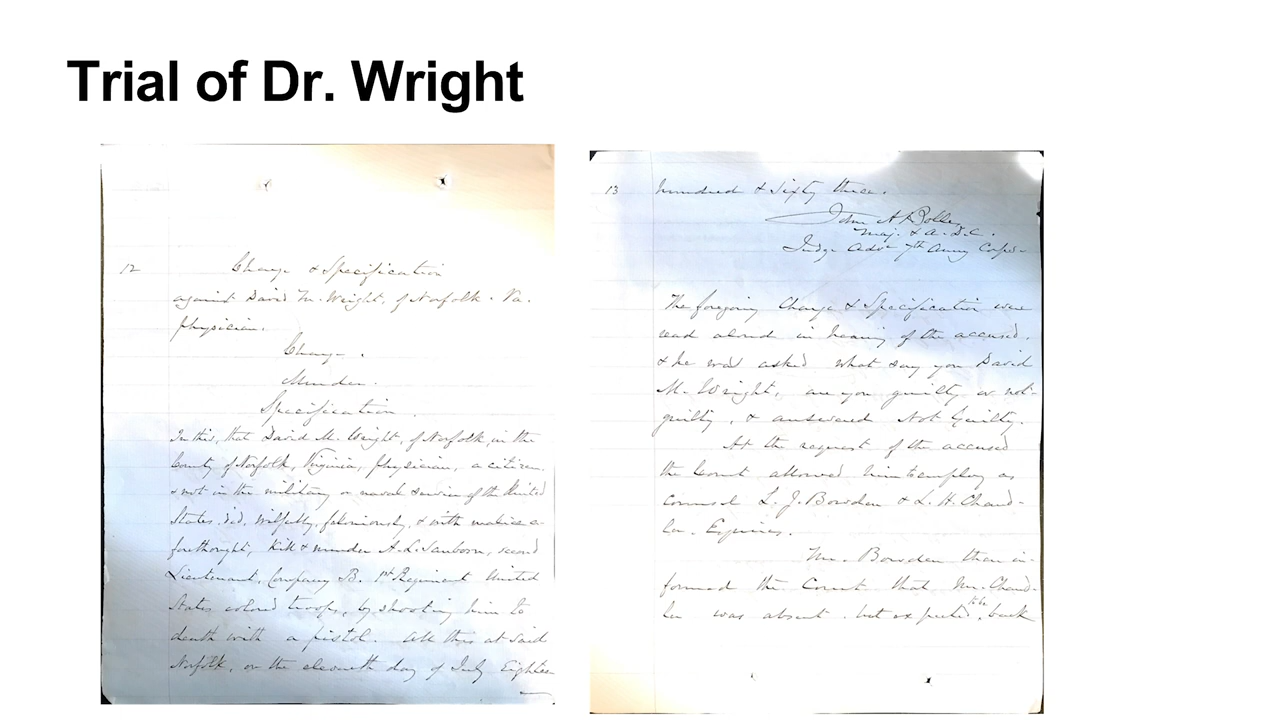 Trial of Dr. Wright
12
Charge & Specification
against David M. Wright, of Norfolk. Va.
Physician.
Charge.
Murder.
Specification.
In this, that David M. Wright, of Norfolk, in the
County of Norfolk, Virginia, physician, a citizen
& not in the military or naval service of the United
States did, wilfully, feloniously, & with malice a-
forethought, kill & murder A. L. Sanborn, second
Lieutenant, Company B. 1st Regiment United
States colored troops, by shooting him to
death with a pistol. All this at said
Norfolk, on the eleventh day of July Eighteen
13
hundred & sixty three.
John A Bolles
Maj. & A.D.C.
Judge Advt 7th Army Corps
The foregoing Charge & Specification were
read aloud in hearing of the accused,
& he was asked what say you David
M. Wright, are you guilty or not
guilty, & answered Not Guilty.
At the request of the accused
the Court allowed him to employ as
counsel L. J. Bowden & L. H. Chand-
ler. Esquires.
Mr. Bowden then in-
formed the Court that Mr. Chand-
ler was absent. but expected to be back